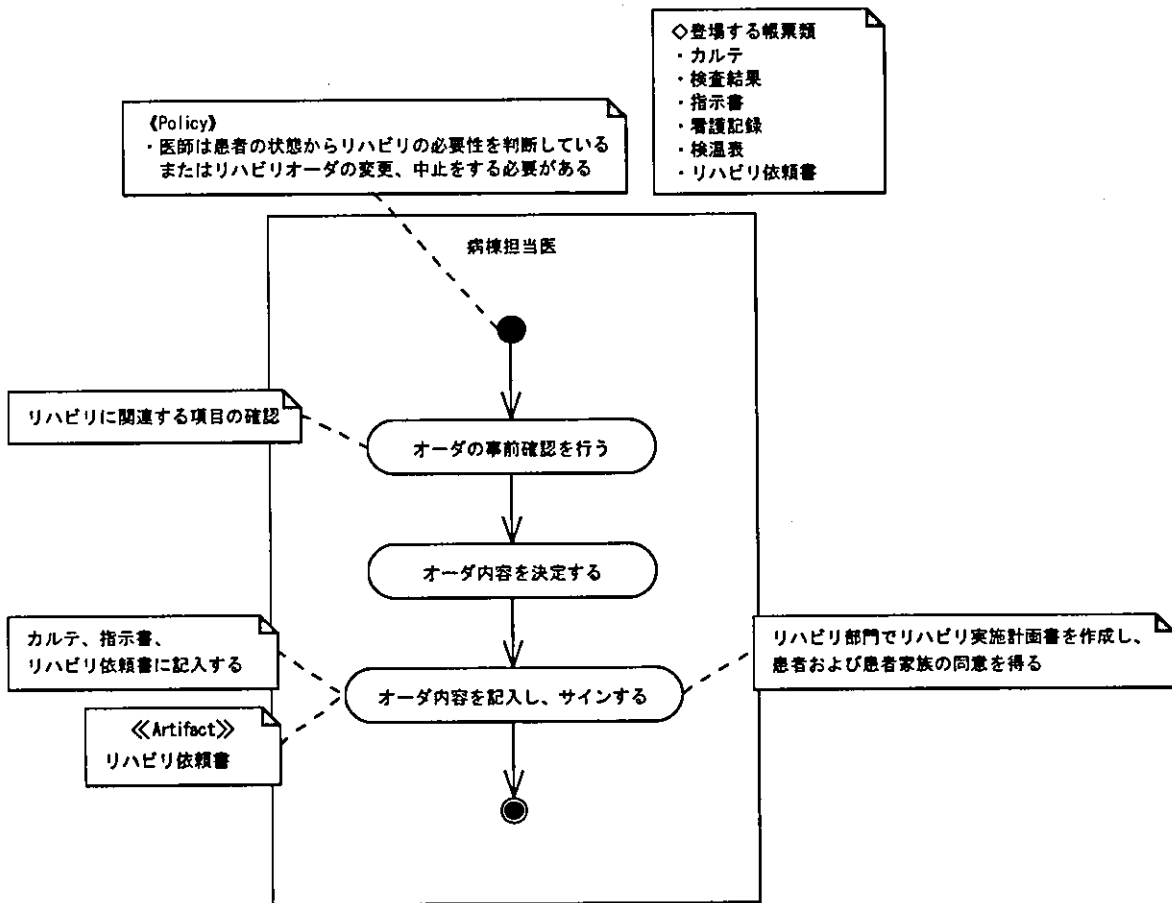 ◇登場する帳票類
・カルテ
・検査結果
・指示書
・看護記録
・検温表
・リハビリ依頼書
《Policy》
・医師は患者の状態からリハビリの必要性を判断している
またはリハビリオーダの変更、中止をする必要がある
病棟担当医
リハビリに関連する項目の確認
オーダの事前確認を行う
オーダ内容を決定する
カルテ、指示書、
リハビリ依頼書に記入する
リハビリ部門でリハビリ実施計画書を作成し、
患者および患者家族の同意を得る
オーダ内容を記入し、サインする
≪Artifact≫
リハビリ依頼書